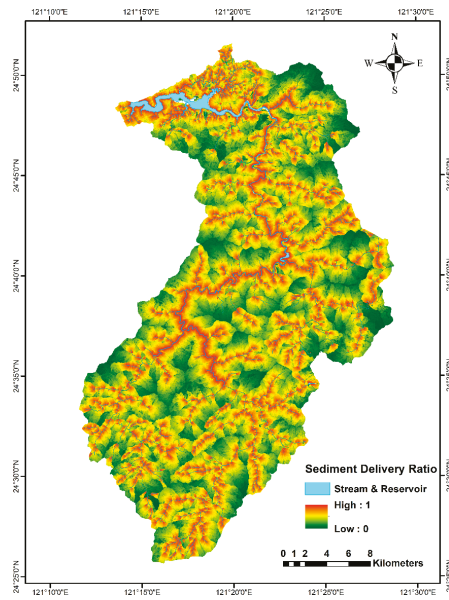 121°10'0"E 121°15'0"E 121°20'0"E 121°25'0"E 121°30'0"E
N
W E
S
24°50'0"N
24°45'0"N
24°40'0"N
24°35'0"N
24°30'0"N
24°25'0"N
Sediment Delivery Ratio
Stream & Reservoir
High : 1
Low : 0
0 1 2 4 6 8
Kilometers
121°10'0"E 121°15'0"E 121°20'0"E 121°25'0"E 121°30'0"E